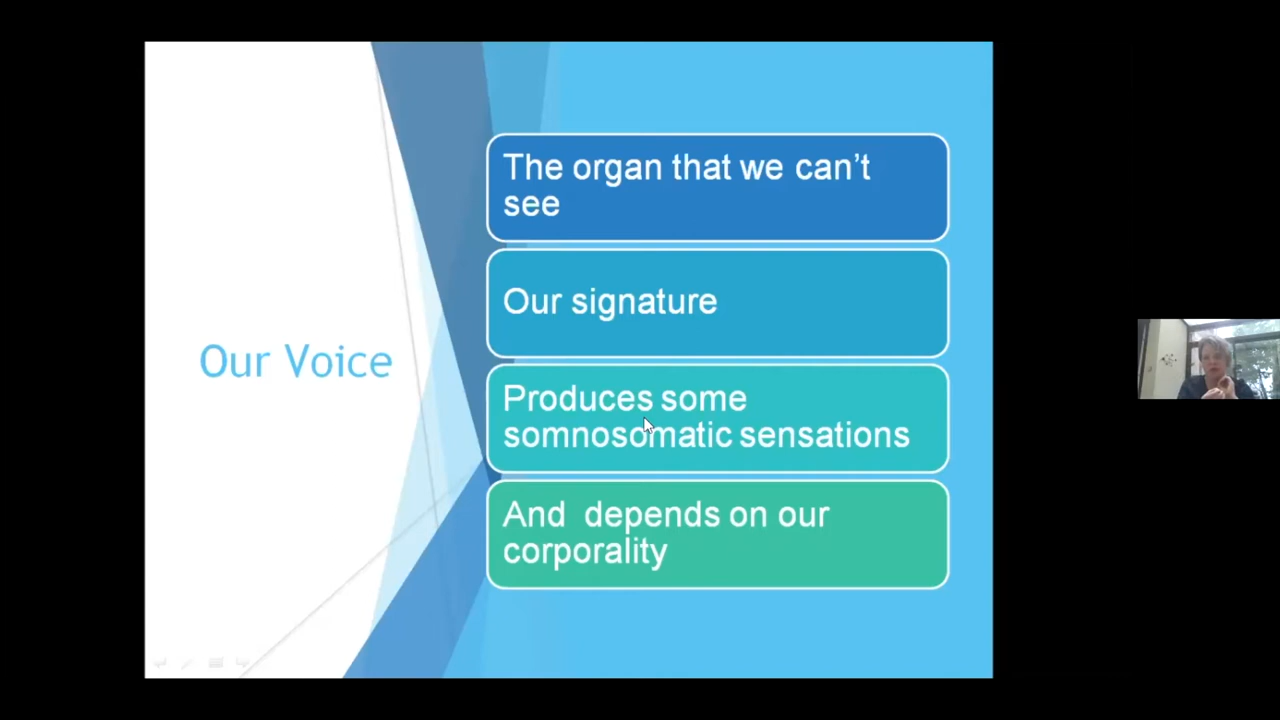 Our Voice
The organ that we can’t
see
Our signature
Produces some
somnosomatic sensations
And  depends on our
corporality